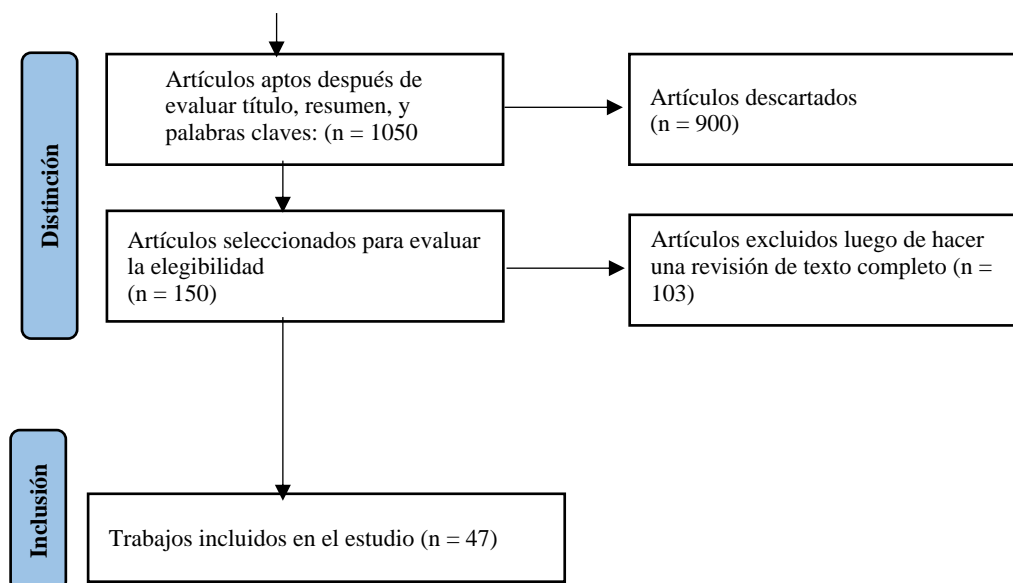 Distinción
Artículos aptos después de
evaluar título, resumen, y
palabras claves: (n = 1050
Artículos descartados
(n = 900)
Artículos seleccionados para evaluar
la elegibilidad
(n = 150)
Artículos excluidos luego de hacer
una revisión de texto completo (n =
103)
Inclusión
Trabajos incluidos en el estudio (n = 47)